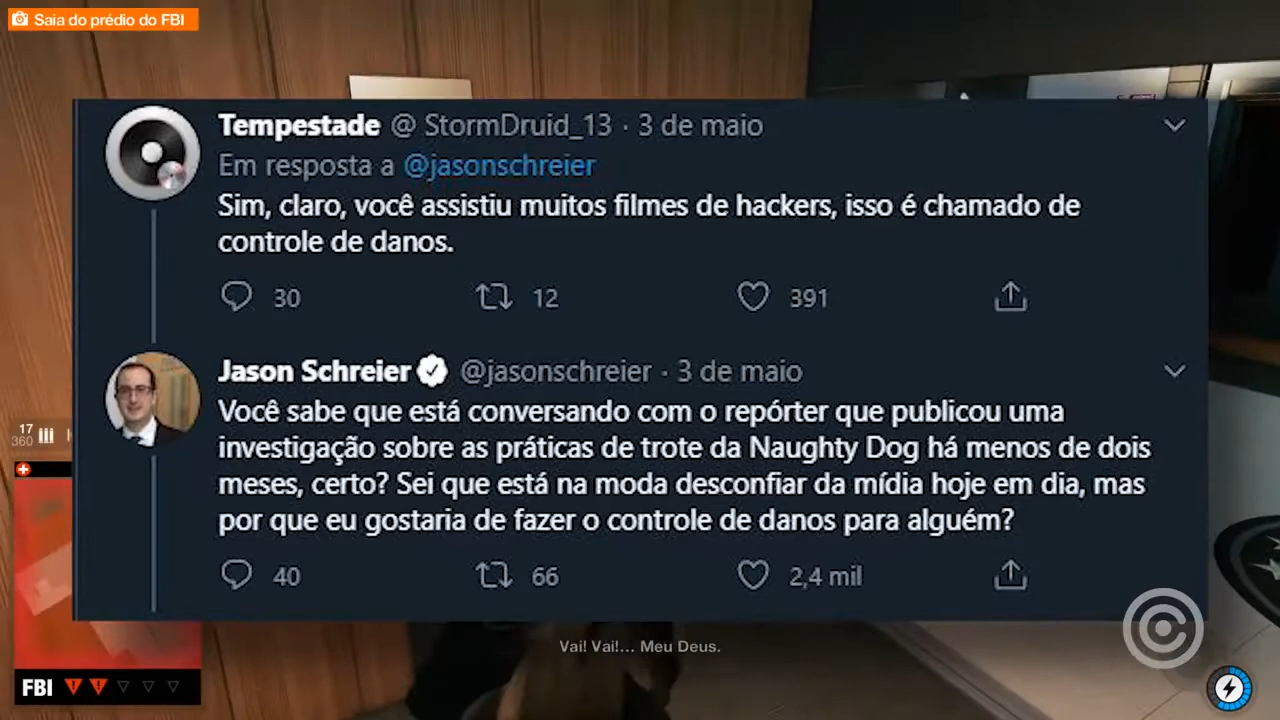 Saia do prédio do FBI
Tempestade @ StormDruid_13 · 3 de maio
Em resposta a @jasonschreier
Sim, claro, você assistiu muitos filmes de hackers, isso é chamado de
controle de danos.
30 12 391
Jason Schreier @jasonschreier · 3 de maio
Você sabe que está conversando com o repórter que publicou uma
investigação sobre as práticas de trote da Naughty Dog há menos de dois
meses, certo? Sei que está na moda desconfiar da mídia hoje em dia, mas
por que eu gostaria de fazer o controle de danos para alguém?
17
360
40 66 2,4 mil
Vai! Vai!... Meu Deus.
FBI